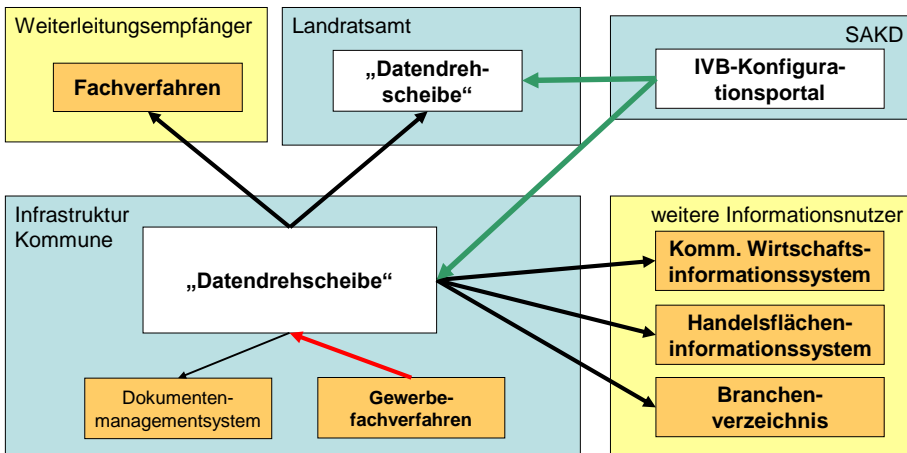 Weiterleitungsempfänger
Fachverfahren
Landratsamt
„Datendreh-
scheibe“
SAKD
IVB-Konfigura-
tionsportal
Infrastruktur
Kommune
„Datendrehscheibe“
Dokumenten-
managementsystem
Gewerbe-
fachverfahren
weitere Informationsnutzer
Komm. Wirtschafts-
informationssystem
Handelsflächen-
informationssystem
Branchen-
verzeichnis